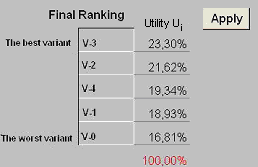 Final Ranking
Utility Ui
Apply
The best variant V-3 23,30%
V-2 21,62%
V-4 19,34%
V-1 18,93%
The worst variant V-0 16,81%
100,00%